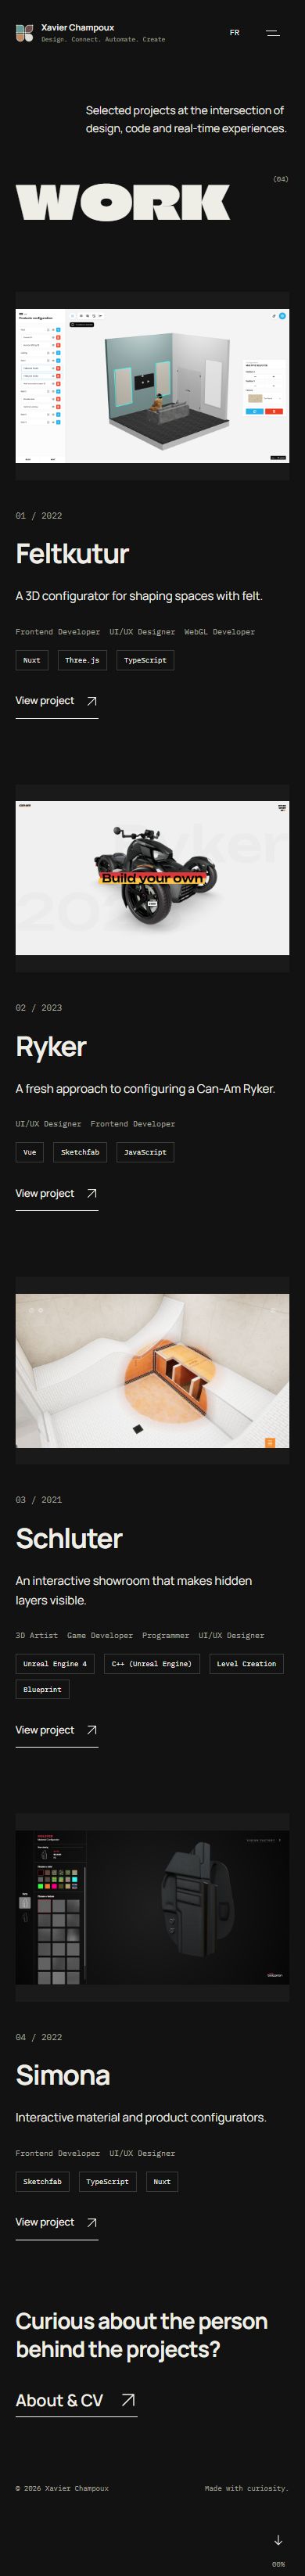 Xavier Champoux
Design. Connect. Automate. Create
FR
Selected projects at the intersection of
design, code and real-time experiences.
WORK
(04)
01 / 2022
Feltkutur
A 3D configurator for shaping spaces with felt.
Frontend Developer UI/UX Designer WebGL Developer
Nuxt Three.js TypeScript
View project
Build your own
02 / 2023
Ryker
A fresh approach to configuring a Can-Am Ryker.
UI/UX Designer Frontend Developer
Vue Sketchfab JavaScript
View project
03 / 2021
Schluter
An interactive showroom that makes hidden
layers visible.
3D Artist Game Developer Programmer UI/UX Designer
Unreal Engine 4 C++ (Unreal Engine) Level Creation
Blueprint
View project
04 / 2022
Simona
Interactive material and product configurators.
Frontend Developer UI/UX Designer
Sketchfab TypeScript Nuxt
View project
Curious about the person
behind the projects?
About & CV
© 2026 Xavier Champoux
Made with curiosity.
00%